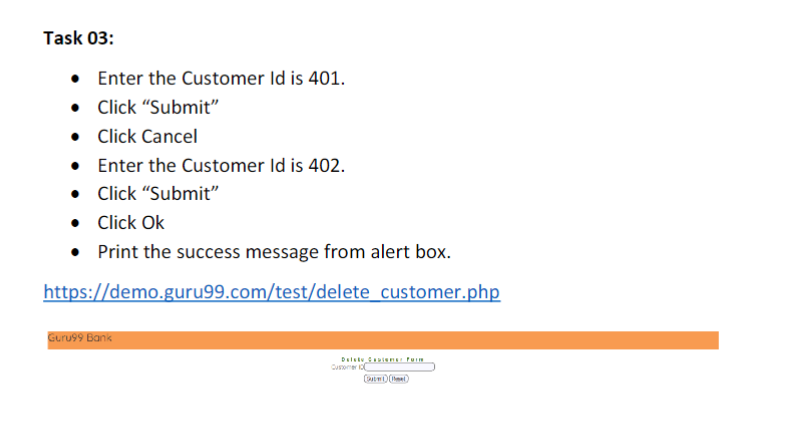 Task 03:
Enter the Customer Id is 401.
Click “Submit”
Click Cancel
Enter the Customer Id is 402.
Click “Submit”
Click Ok
Print the success message from alert box.
https://demo.guru99.com/test/delete_customer.php
Guru99 Bank
Delete Customer Form
Customer ID
Submit Reset